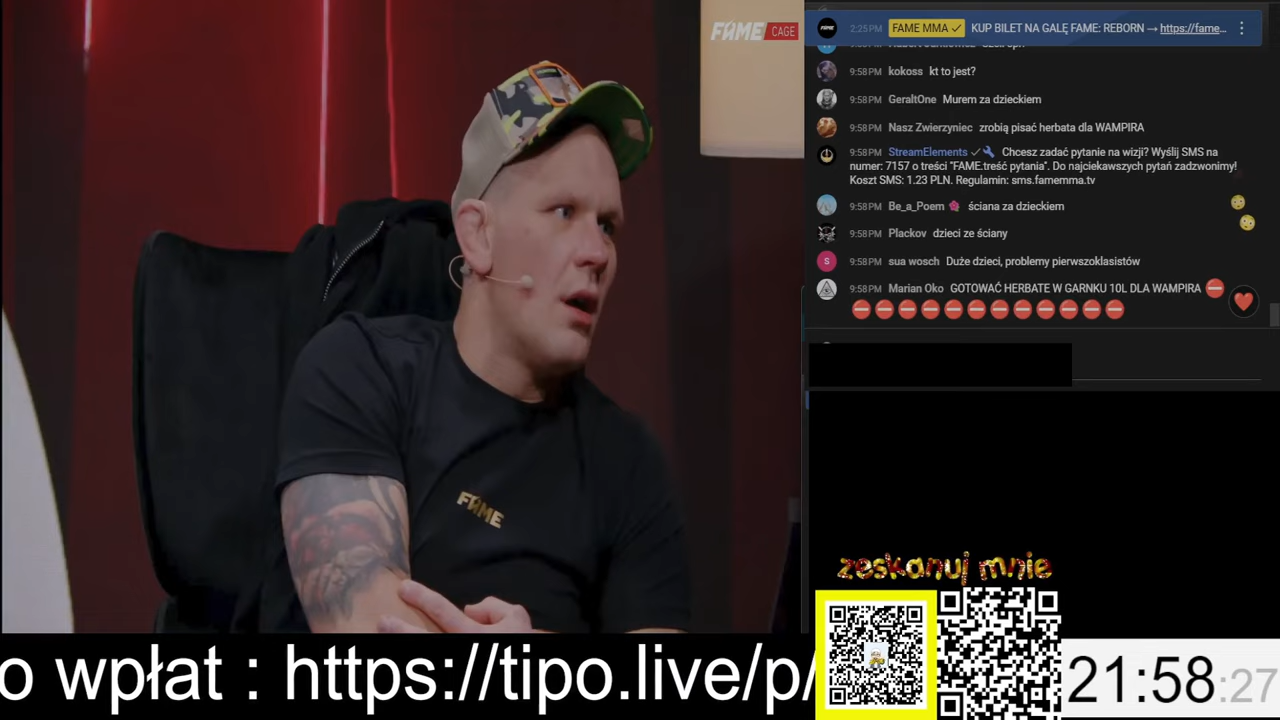 FAME CAGE
2:25PM FAME MMA KUP BILET NA GALĘ FAME: REBORN → https://fame...
9:58PM kokoss kt to jest?
9:58PM GeraltOne Murem za dzieckiem
9:58PM Nasz Zwierzyniec zrobią pisać herbata dla WAMPIRA
9:58PM StreamElements Chcesz zadać pytanie na wizji? Wyślij SMS na
numer: 7157 o treści "FAME.treść pytania". Do najciekawszych pytań zadzwonimy!
Koszt SMS: 1.23 PLN. Regulamin: sms.famemma.tv
9:58PM Be_a_Poem ściana za dzieckiem
9:58PM Plackov dzieci ze ściany
S 9:58PM sua wosch Duże dzieci, problemy pierwszoklasistów
9:58PM Marian Oko GOTOWAĆ HERBATE W GARNKU 10L DLA WAMPIRA
FAME
zeskanuj mnie
o wpłat : https://tipo.live/p/
21:58:27